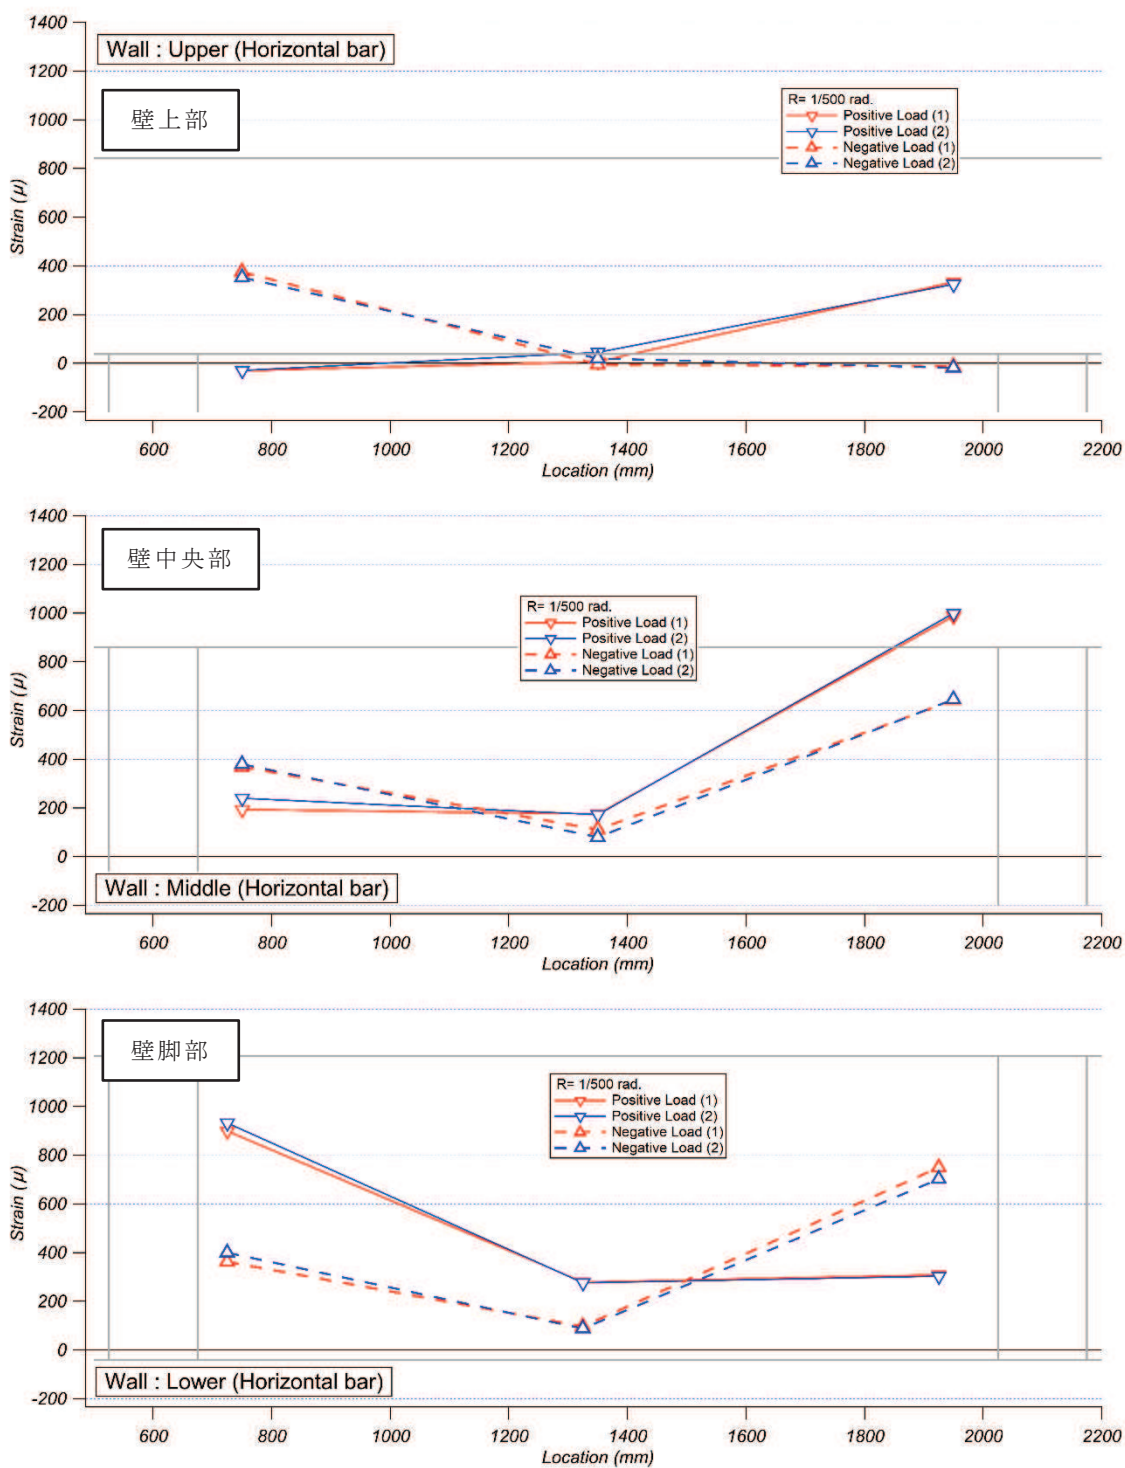 1400
Wall : Upper (Horizontal bar)
1200
壁上部
R= 1/500 rad.
Positive Load (1)
Positive Load (2)
Negative Load (1)
Negative Load (2)
1000
800
600
400
200
0
-200
Strain (μ)
600 800 1000 1200 1400 1600 1800 2000 2200
Location (mm)
1400
壁中央部
1200
R= 1/500 rad.
Positive Load (1)
Positive Load (2)
Negative Load (1)
Negative Load (2)
1000
800
600
400
200
0
Wall : Middle (Horizontal bar)
-200
Strain (μ)
600 800 1000 1200 1400 1600 1800 2000 2200
Location (mm)
1400
壁脚部
1200
R= 1/500 rad.
Positive Load (1)
Positive Load (2)
Negative Load (1)
Negative Load (2)
1000
800
600
400
200
0
Wall : Lower (Horizontal bar)
-200
Strain (μ)
600 800 1000 1200 1400 1600 1800 2000 2200
Location (mm)